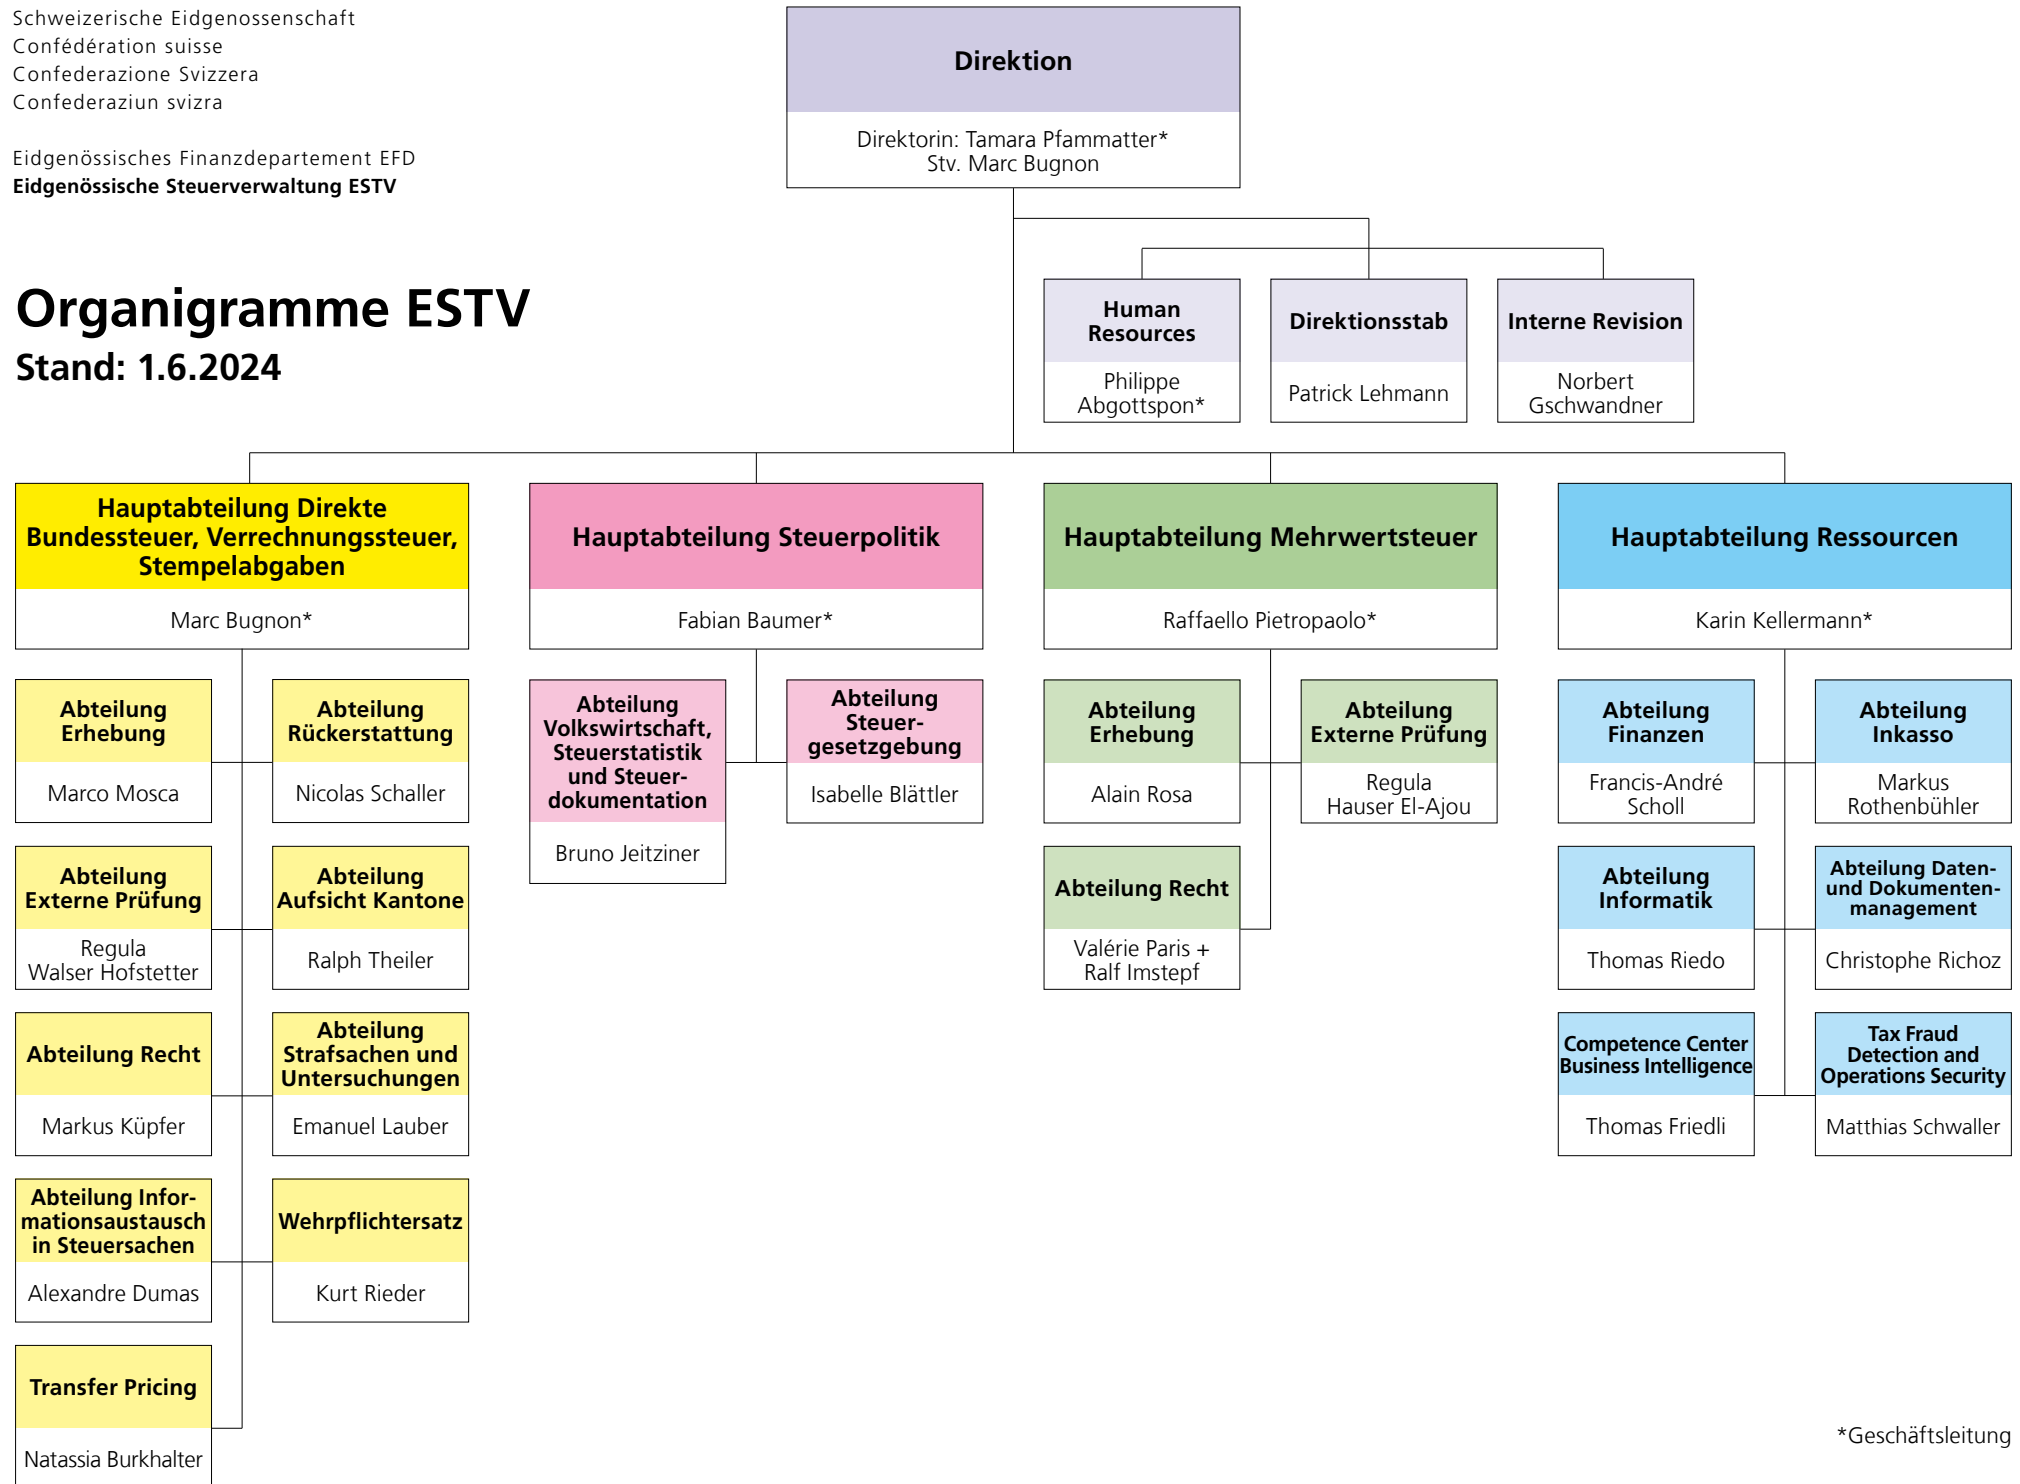 Schweizerische Eidgenossenschaft
Confédération suisse
Confederazione Svizzera
Confederaziun svizra
Eidgenössisches Finanzdepartement EFD
Eidgenössische Steuerverwaltung ESTV
Organigramme ESTV
Stand: 1.6.2024
Direktion
Direktorin: Tamara Pfammatter*
Stv. Marc Bugnon
Human
Resources
Philippe
Abgottspon*
Direktionsstab
Patrick Lehmann
Interne Revision
Norbert
Gschwandner
Hauptabteilung Direkte
Bundessteuer, Verrechnungssteuer,
Stempelabgaben
Marc Bugnon*
Abteilung
Erhebung
Marco Mosca
Abteilung
Rückerstattung
Nicolas Schaller
Abteilung
Externe Prüfung
Regula
Walser Hofstetter
Abteilung
Aufsicht Kantone
Ralph Theiler
Abteilung Recht
Markus Küpfer
Abteilung
Strafsachen und
Untersuchungen
Emanuel Lauber
Abteilung Infor-
mationsaustausch
in Steuersachen
Alexandre Dumas
Wehrpflichtersatz
Kurt Rieder
Transfer Pricing
Natassia Burkhalter
Hauptabteilung Steuerpolitik
Fabian Baumer*
Abteilung
Volkswirtschaft,
Steuerstatistik
und Steuer-
dokumentation
Bruno Jeitziner
Abteilung
Steuer-
gesetzgebung
Isabelle Blättler
Hauptabteilung Mehrwertsteuer
Raffaello Pietropaolo*
Abteilung
Erhebung
Alain Rosa
Abteilung
Externe Prüfung
Regula
Hauser El-Ajou
Abteilung Recht
Valérie Paris +
Ralf Imstepf
Hauptabteilung Ressourcen
Karin Kellermann*
Abteilung
Finanzen
Francis-André
Scholl
Abteilung
Inkasso
Markus
Rothenbühler
Abteilung
Informatik
Thomas Riedo
Abteilung Daten-
und Dokumenten-
management
Christophe Richoz
Competence Center
Business Intelligence
Thomas Friedli
Tax Fraud
Detection and
Operations Security
Matthias Schwaller
*Geschäftsleitung